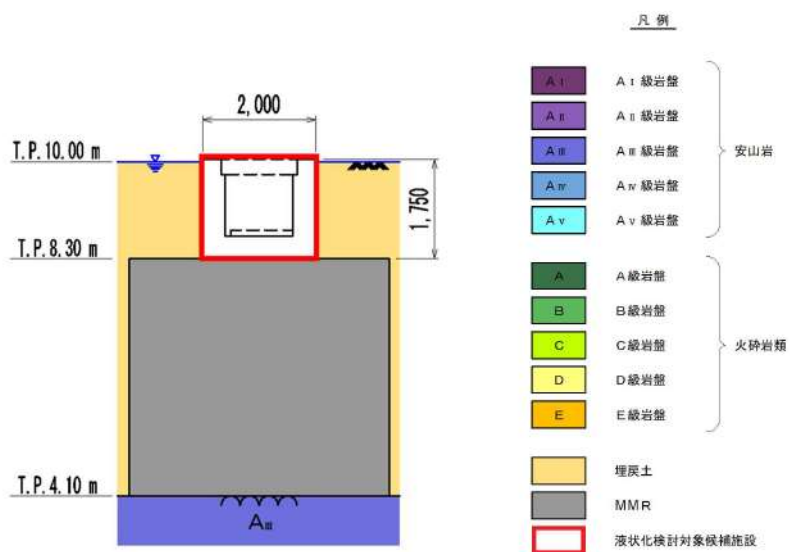 凡 例
2,000
T.P.10.00 m
1,750
T.P.8.30 m
T.P.4.10 m
AⅢ
AⅠ AⅠ級岩盤
AⅡ AⅡ級岩盤
AⅢ AⅢ級岩盤
AⅣ AⅣ級岩盤
AⅤ AⅤ級岩盤
安山岩
A A級岩盤
B B級岩盤
C C級岩盤
D D級岩盤
E E級岩盤
火砕岩類
埋戻土
MMR
液状化検討対象候補施設